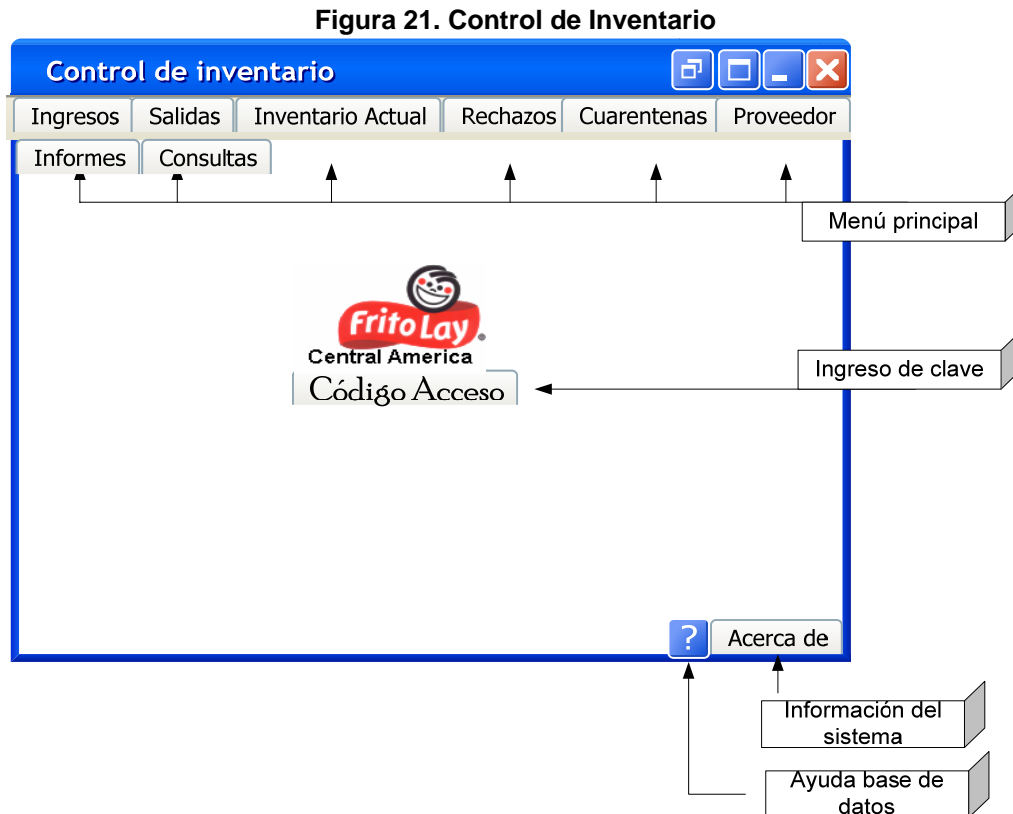 Figura 21. Control de Inventario
Control de inventario
Ingresos Salidas Inventario Actual Rechazos Cuarentenas Proveedor
Informes Consultas
Menú principal
Frito Lay
Central America
Ingreso de clave
Código Acceso
? Acerca de
Información del
sistema
Ayuda base de
datos